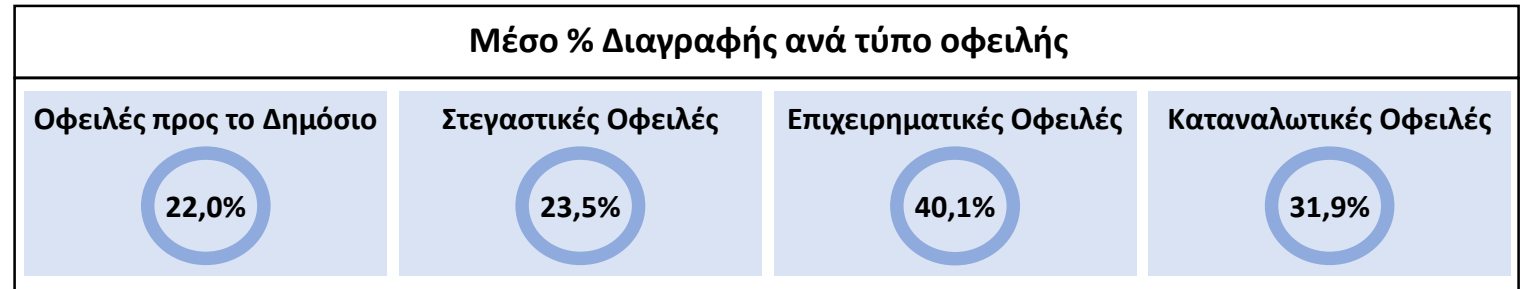 Μέσο % Διαγραφής ανά τύπο οφειλής
Οφειλές προς το Δημόσιο
22,0%
Στεγαστικές Οφειλές
23,5%
Επιχειρηματικές Οφειλές
40,1%
Καταναλωτικές Οφειλές
31,9%